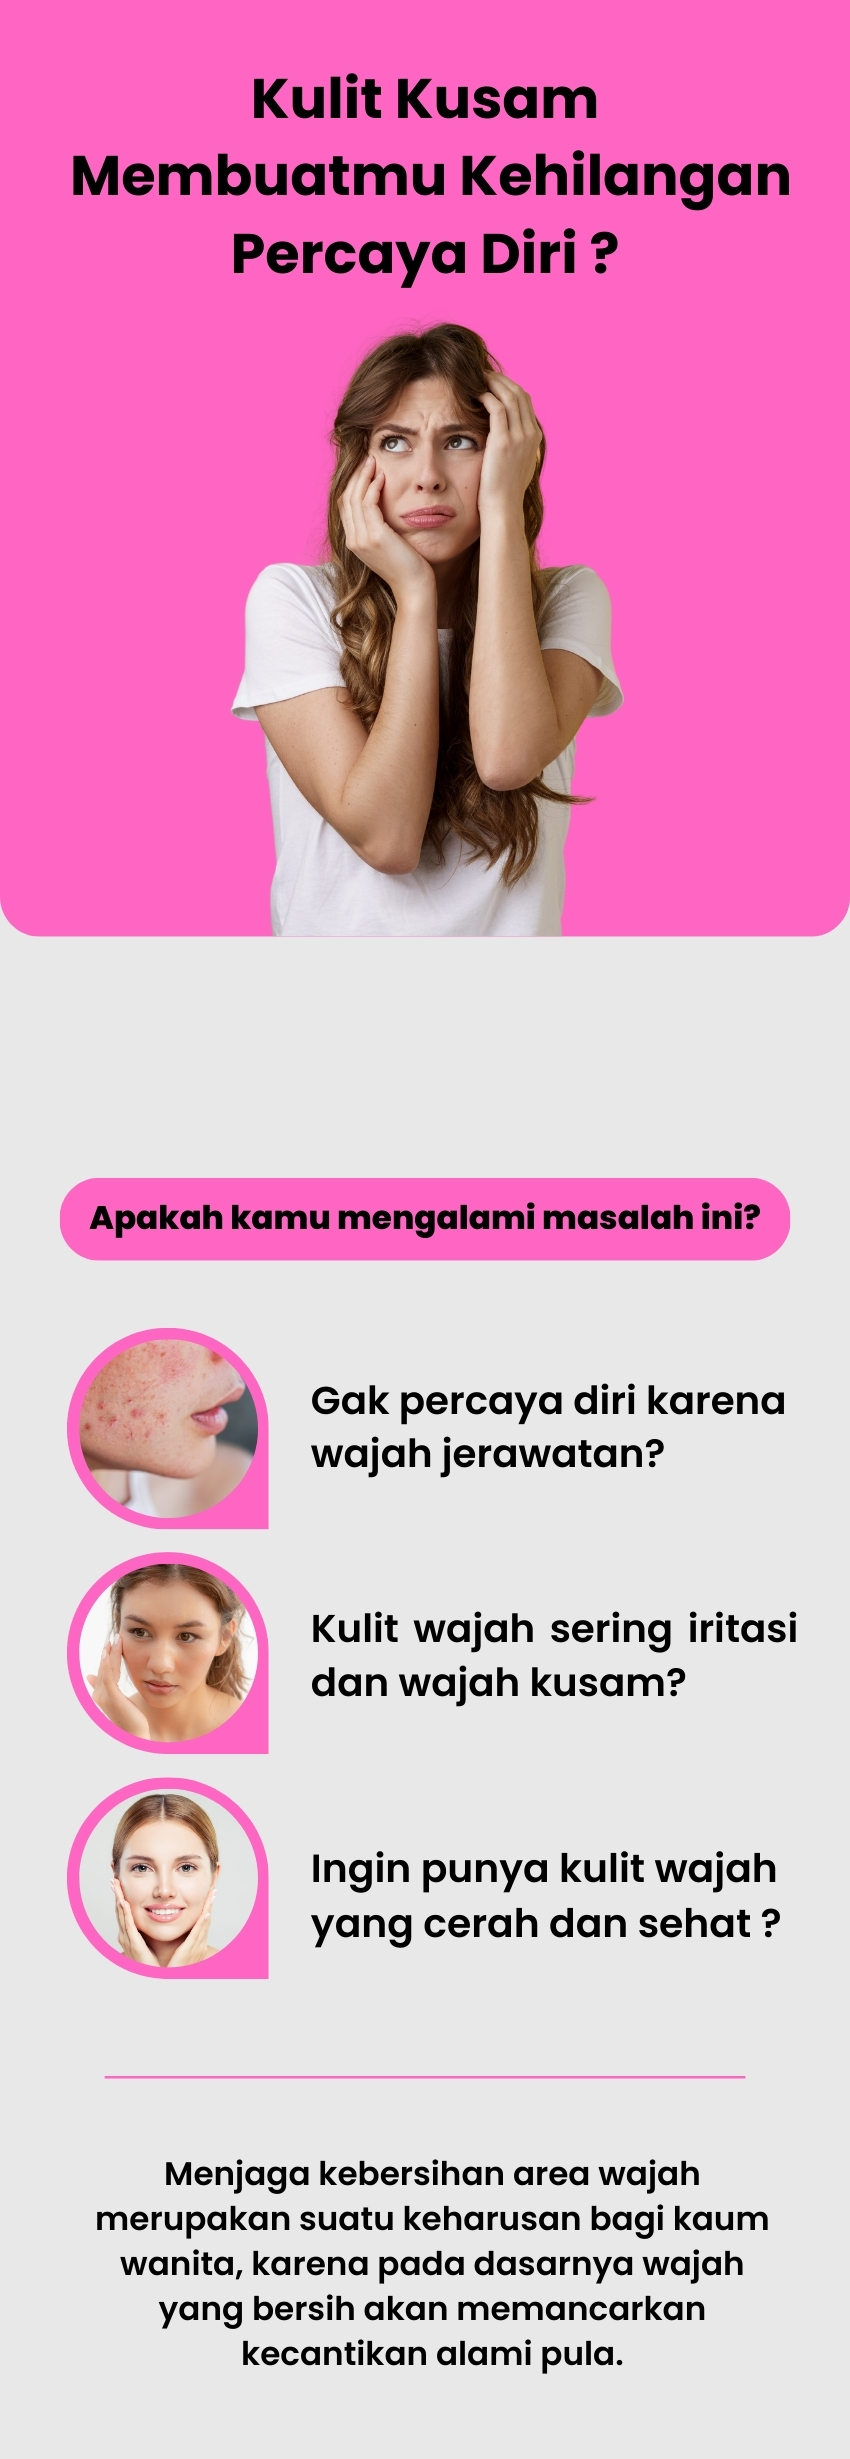 Kulit Kusam
Membuatmu Kehilangan
Percaya Diri ?
Apakah kamu mengalami masalah ini?
Gak percaya diri karena
wajah jerawatan?
Kulit wajah sering iritasi
dan wajah kusam?
Ingin punya kulit wajah
yang cerah dan sehat ?
Menjaga kebersihan area wajah
merupakan suatu keharusan bagi kaum
wanita, karena pada dasarnya wajah
yang bersih akan memancarkan
kecantikan alami pula.